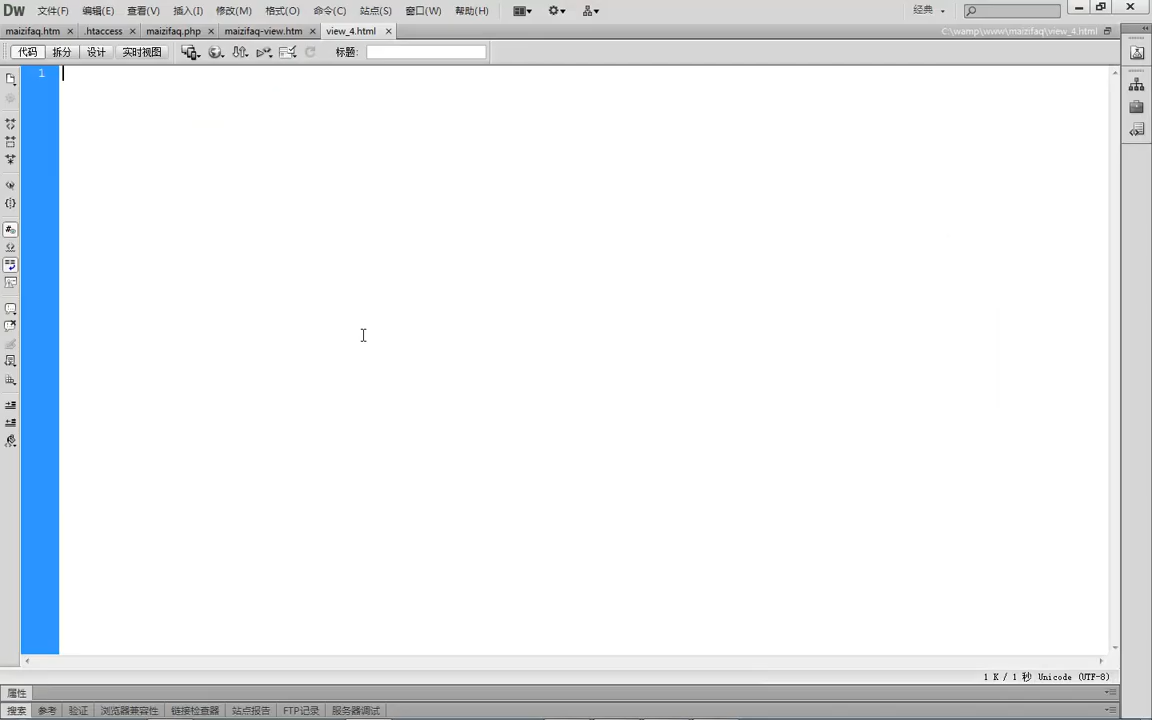 Dw 文件(F) 编辑(E) 查看(V) 插入(I) 修改(M) 格式(O) 命令(C) 站点(S) 窗口(W) 帮助(H) 经典
maizifaq.htm × .htaccess × maizifaq.php × maizifaq-view.htm × view_4.html × C:\wamp\www\maizifaq\view_4.html
代码 拆分 设计 实时视图 标题:
1
1 K / 1 秒 Unicode (UTF-8)
属性
搜索 参考 验证 浏览器兼容性 链接检查器 站点报告 FTP记录 服务器调试